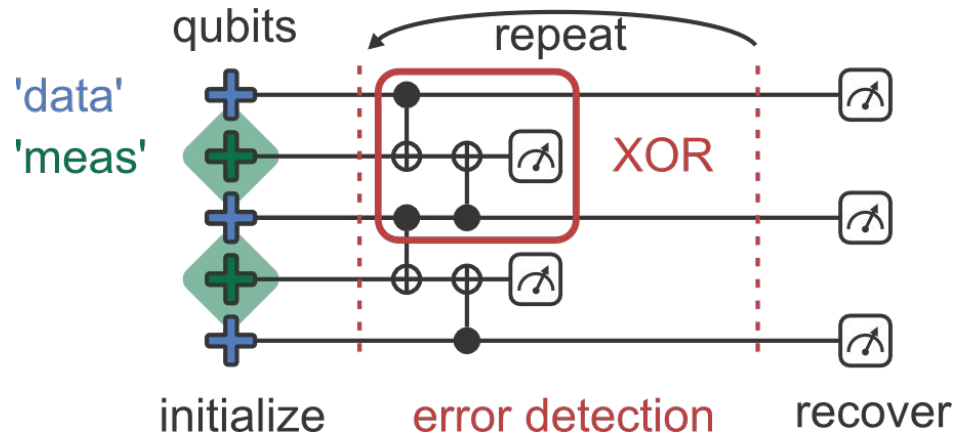 qubits
repeat
'data'
'meas'
XOR
initialize
error detection
recover